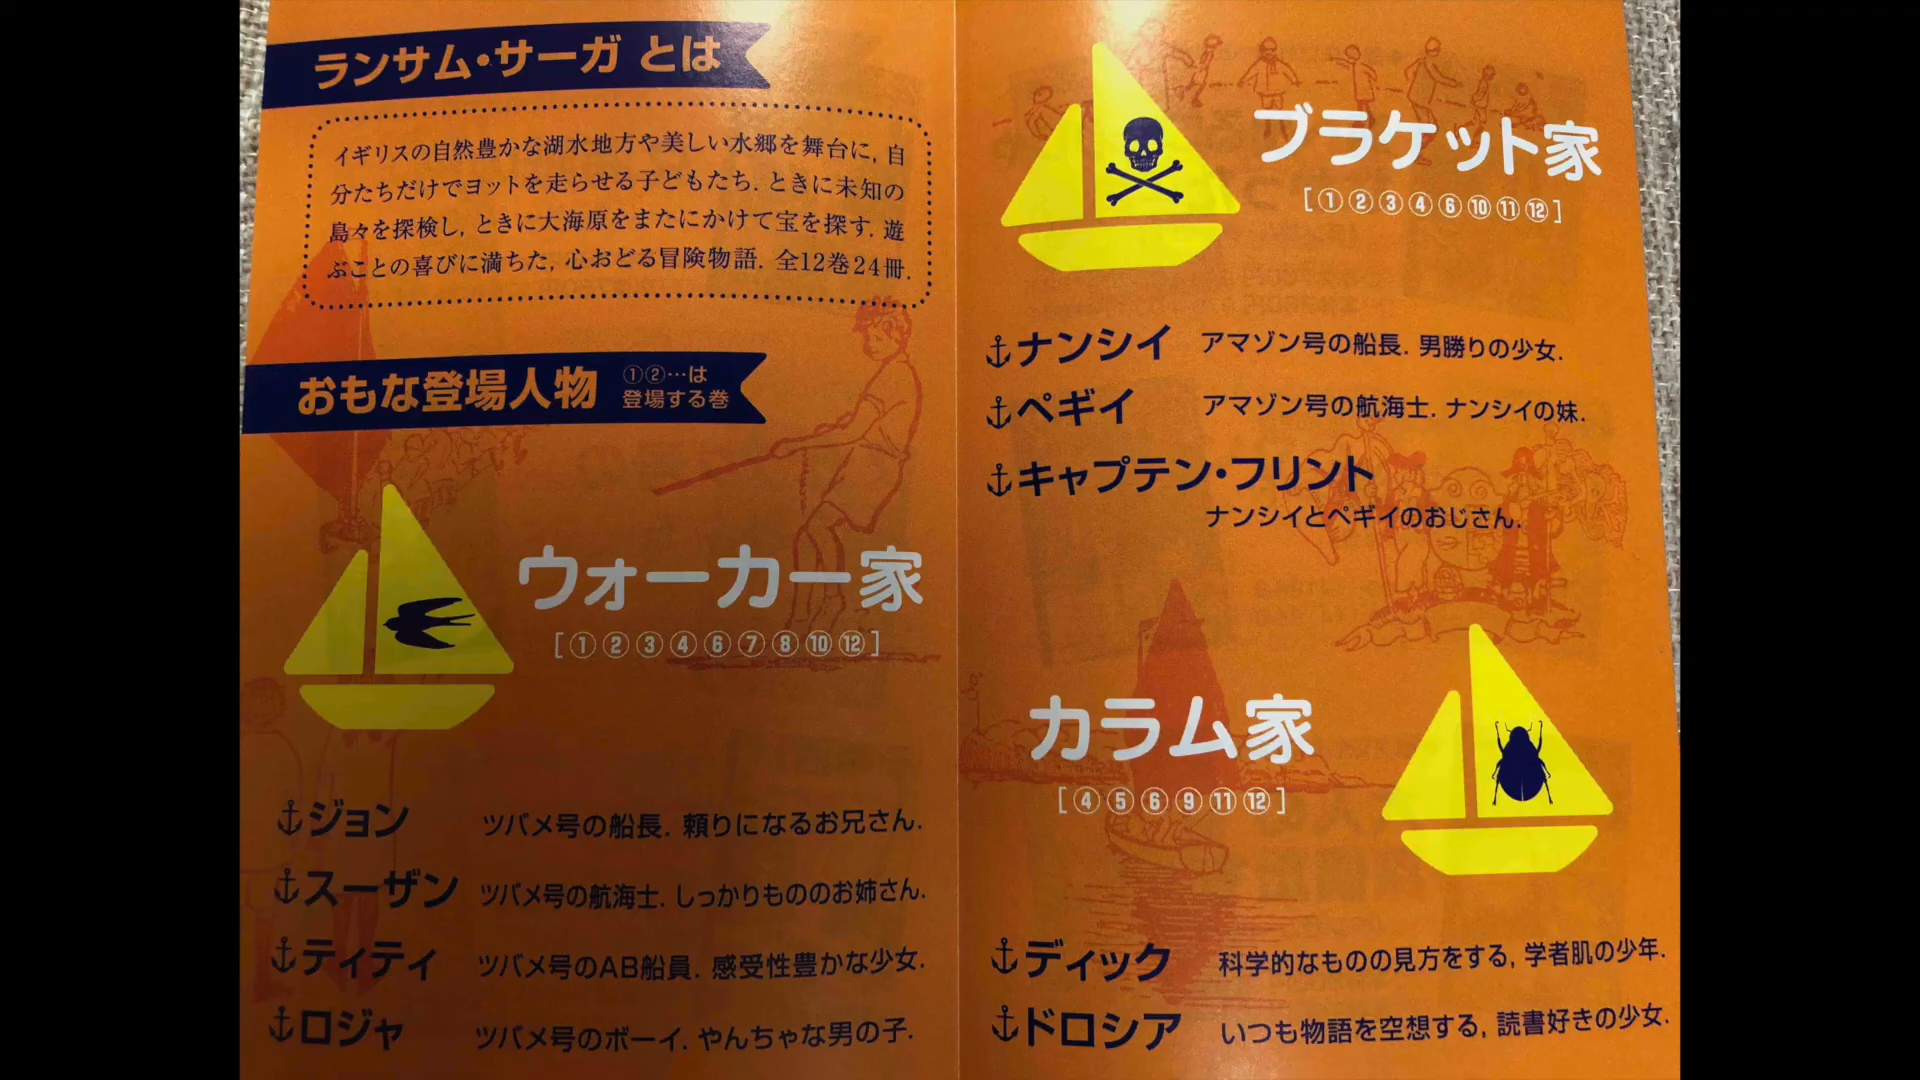 ランサム・サーガ とは
イギリスの自然豊かな湖水地方や美しい水郷を舞台に, 自
分たちだけでヨットを走らせる子どもたち. ときに未知の
島々を探検し, ときに大海原をまたにかけて宝を探す. 遊
ぶことの喜びに満ちた, 心おどる冒険物語. 全12巻24冊.
おもな登場人物
①②…は
登場する巻
ウォーカー家
[①②③④⑥⑦⑧⑩⑫]
ジョン ツバメ号の船長. 頼りになるお兄さん.
スーザン ツバメ号の航海士. しっかりもののお姉さん.
ティティ ツバメ号のAB船員. 感受性豊かな少女.
ロジャ ツバメ号のボーイ. やんちゃな男の子.
ブラケット家
[①②③④⑥⑩⑪⑫]
ナンシイ アマゾン号の船長. 男勝りの少女.
ペギイ アマゾン号の航海士. ナンシイの妹.
キャプテン・フリント
ナンシイとペギイのおじさん.
カラム家
[④⑤⑥⑨⑪⑫]
ディック 科学的なものの見方をする, 学者肌の少年.
ドロシア いつも物語を空想する, 読書好きの少女.